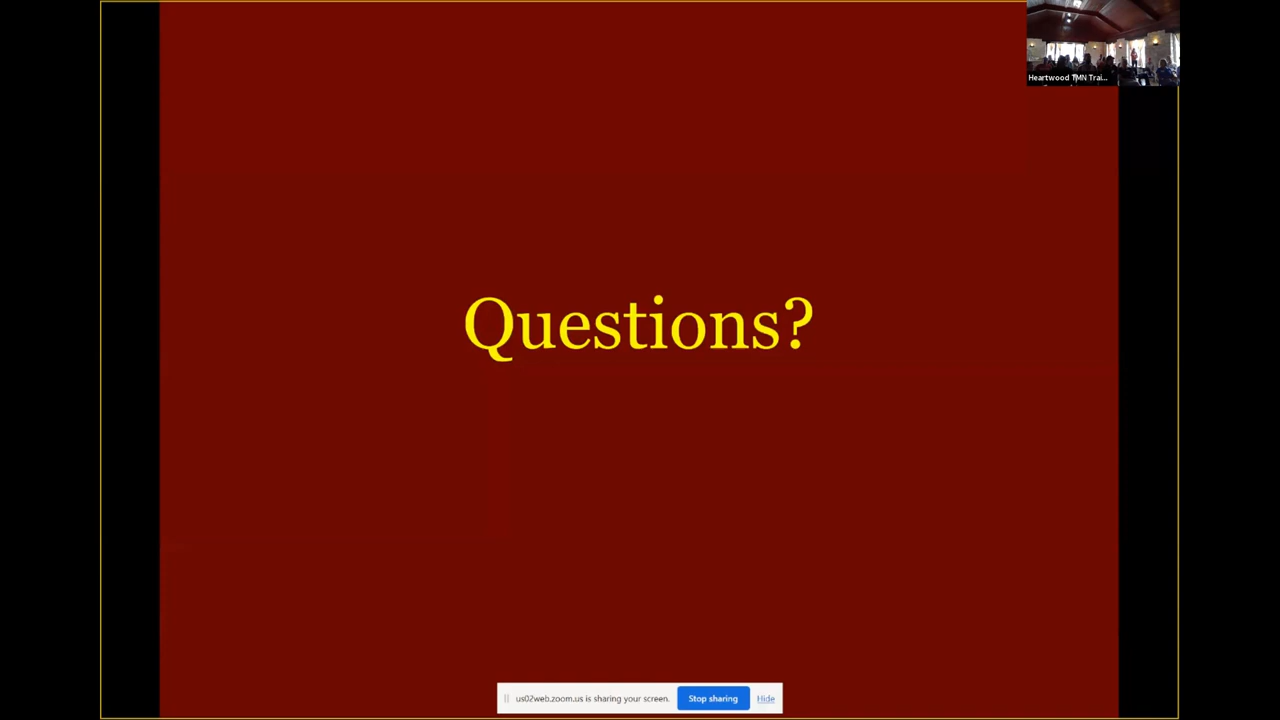 Heartwood TMN Trai...
Questions?
us02web.zoom.us is sharing your screen.
Stop sharing
Hide